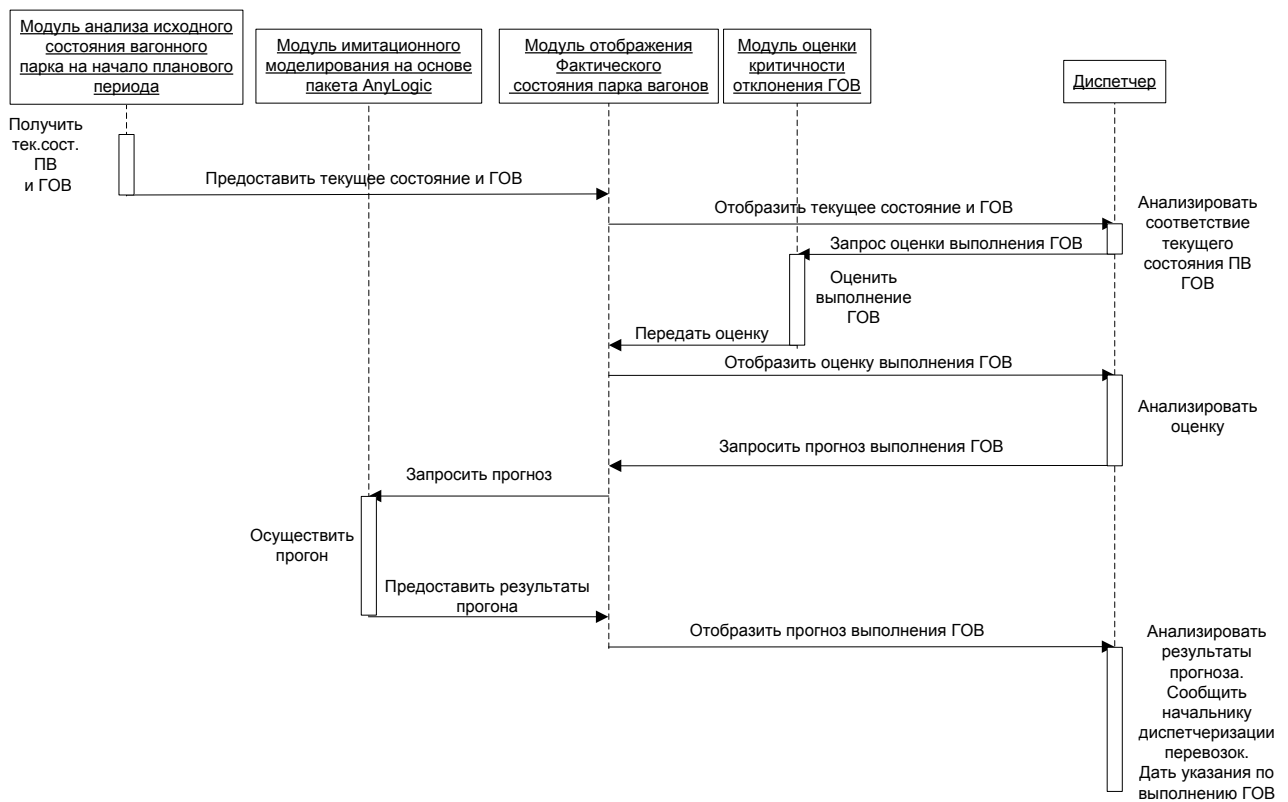 Модуль анализа исходного
состояния вагонного
парка на начало планового
периода
Модуль имитационного
моделирования на основе
пакета AnyLogic
Модуль отображения
Фактического
состояния парка вагонов
Модуль оценки
критичности
отклонения ГОВ
Диспетчер
Получить
тек.сост.
ПВ
и ГОВ
Предоставить текущее состояние и ГОВ
Отобразить текущее состояние и ГОВ
Анализировать
соответствие
текущего
состояния ПВ
ГОВ
Запрос оценки выполнения ГОВ
Оценить
выполнение
ГОВ
Передать оценку
Отобразить оценку выполнения ГОВ
Анализировать
оценку
Запросить прогноз выполнения ГОВ
Запросить прогноз
Осуществить
прогон
Предоставить результаты
прогона
Отобразить прогноз выполнения ГОВ
Анализировать
результаты
прогноза.
Сообщить
начальнику
диспетчеризации
перевозок.
Дать указания по
выполнению ГОВ